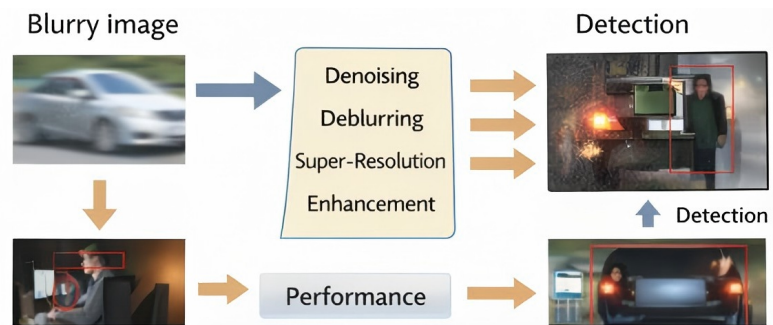 Blurry image
Detection
Denoising
Deblurring
Super-Resolution
Enhancement
Detection
Performance